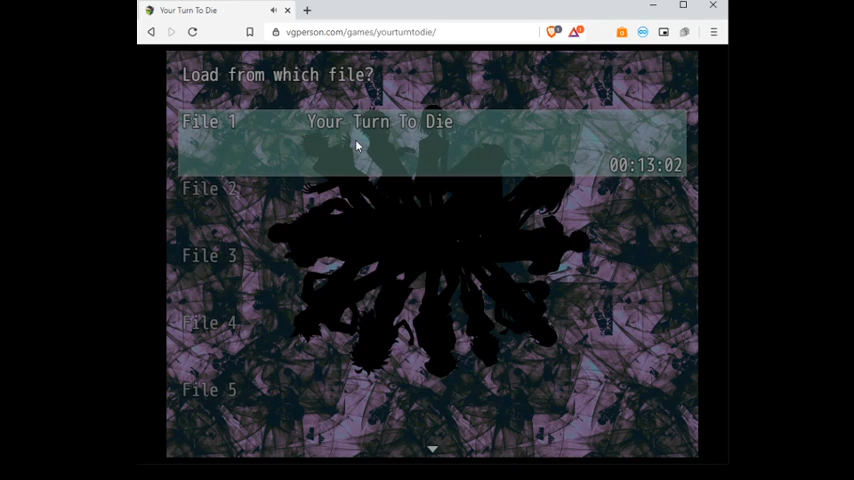 Your Turn To Die
vgperson.com/games/yourturntodie/
Load from which file?
File 1 Your Turn To Die
00:13:02
File 2
File 3
File 4
File 5